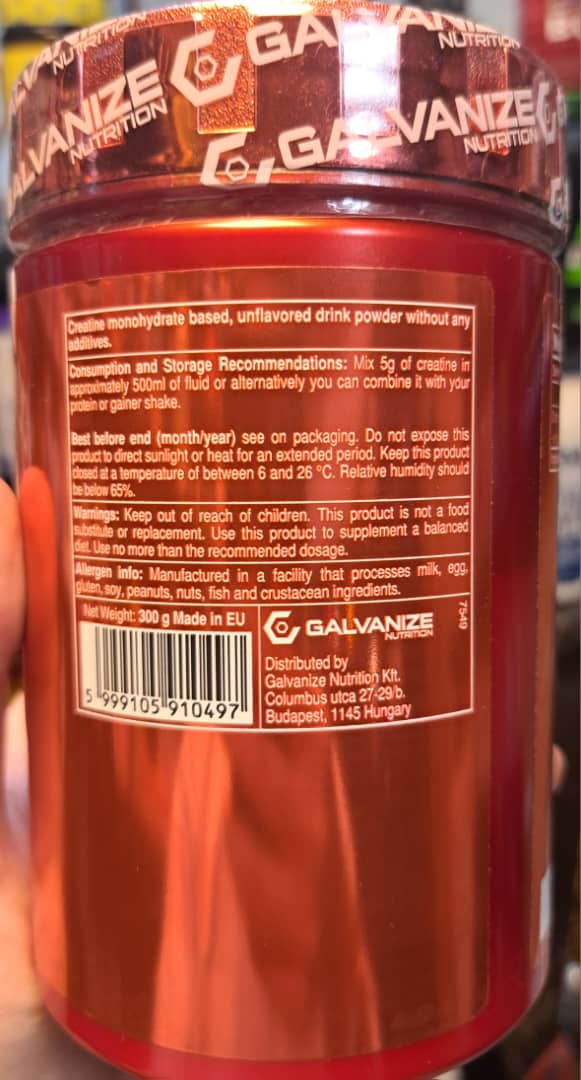 GALVANIZE
NUTRITION
GALVANIZE
NUTRITION
Creatine monohydrate based, unflavored drink powder without any
additives.
Consumption and Storage Recommendations: Mix 5g of creatine in
approximately 500ml of fluid or alternatively you can combine it with your
protein or gainer shake.
Best before end (month/year) see on packaging. Do not expose this
product to direct sunlight or heat for an extended period. Keep this product
closed at a temperature of between 6 and 26 °C. Relative humidity should
be below 65%.
Warnings: Keep out of reach of children. This product is not a food
substitute or replacement. Use this product to supplement a balanced
diet. Use no more than the recommended dosage.
Allergen info: Manufactured in a facility that processes milk, egg,
gluten, soy, peanuts, nuts, fish and crustacean ingredients.
Net Weight: 300 g Made in EU
5 999105 910497
GALVANIZE
NUTRITION
7549
Distributed by
Galvanize Nutrition Kft.
Columbus utca 27-29/b.
Budapest, 1145 Hungary